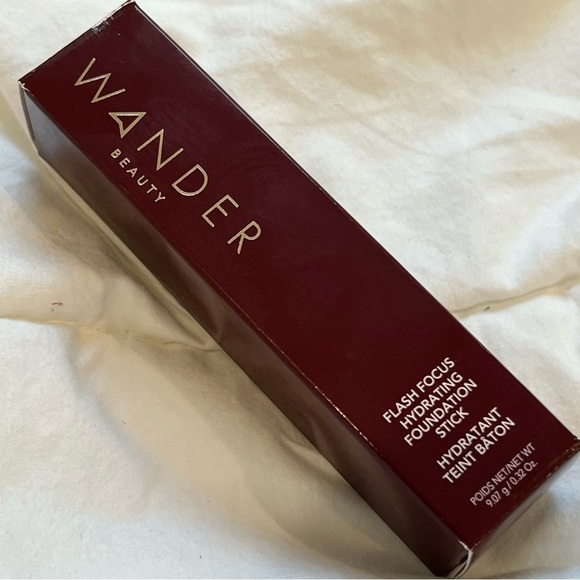 WANDER
BEAUTY
FLASH FOCUS
HYDRATING
FOUNDATION
STICK
HYDRATANT
TEINT BÂTON
POIDS NET/NET WT
9.07 g / 0.32 Oz.